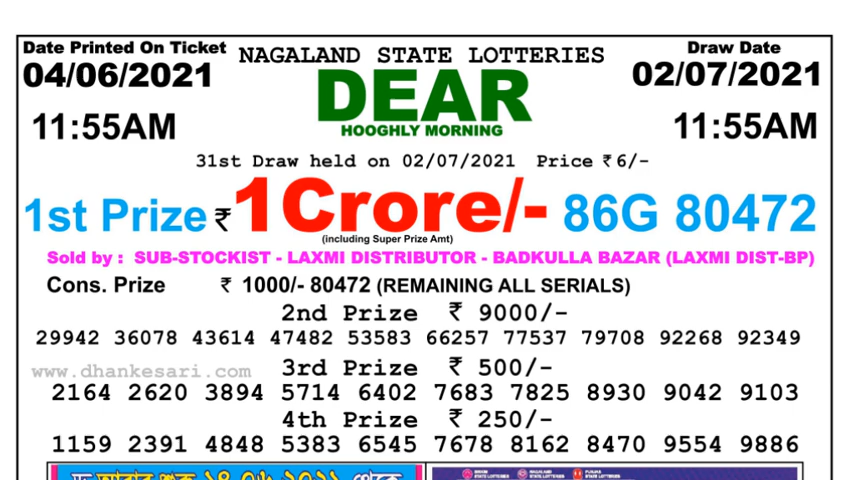 Date Printed On Ticket
NAGALAND STATE LOTTERIES
Draw Date
04/06/2021
DEAR
02/07/2021
11:55AM
HOOGHLY MORNING
11:55AM
31st Draw held on 02/07/2021 Price ₹ 6/-
1st Prize ₹ 1Crore/- 86G 80472
(including Super Prize Amt)
Sold by : SUB-STOCKIST - LAXMI DISTRIBUTOR - BADKULLA BAZAR (LAXMI DIST-BP)
Cons. Prize ₹ 1000/- 80472 (REMAINING ALL SERIALS)
2nd Prize ₹ 9000/-
29942 36078 43614 47482 53583 66257 77537 79708 92268 92349
www.dhankesari.com
3rd Prize ₹ 500/-
2164 2620 3894 5714 6402 7683 7825 8930 9042 9103
4th Prize ₹ 250/-
1159 2391 4848 5383 6545 7678 8162 8470 9554 9886